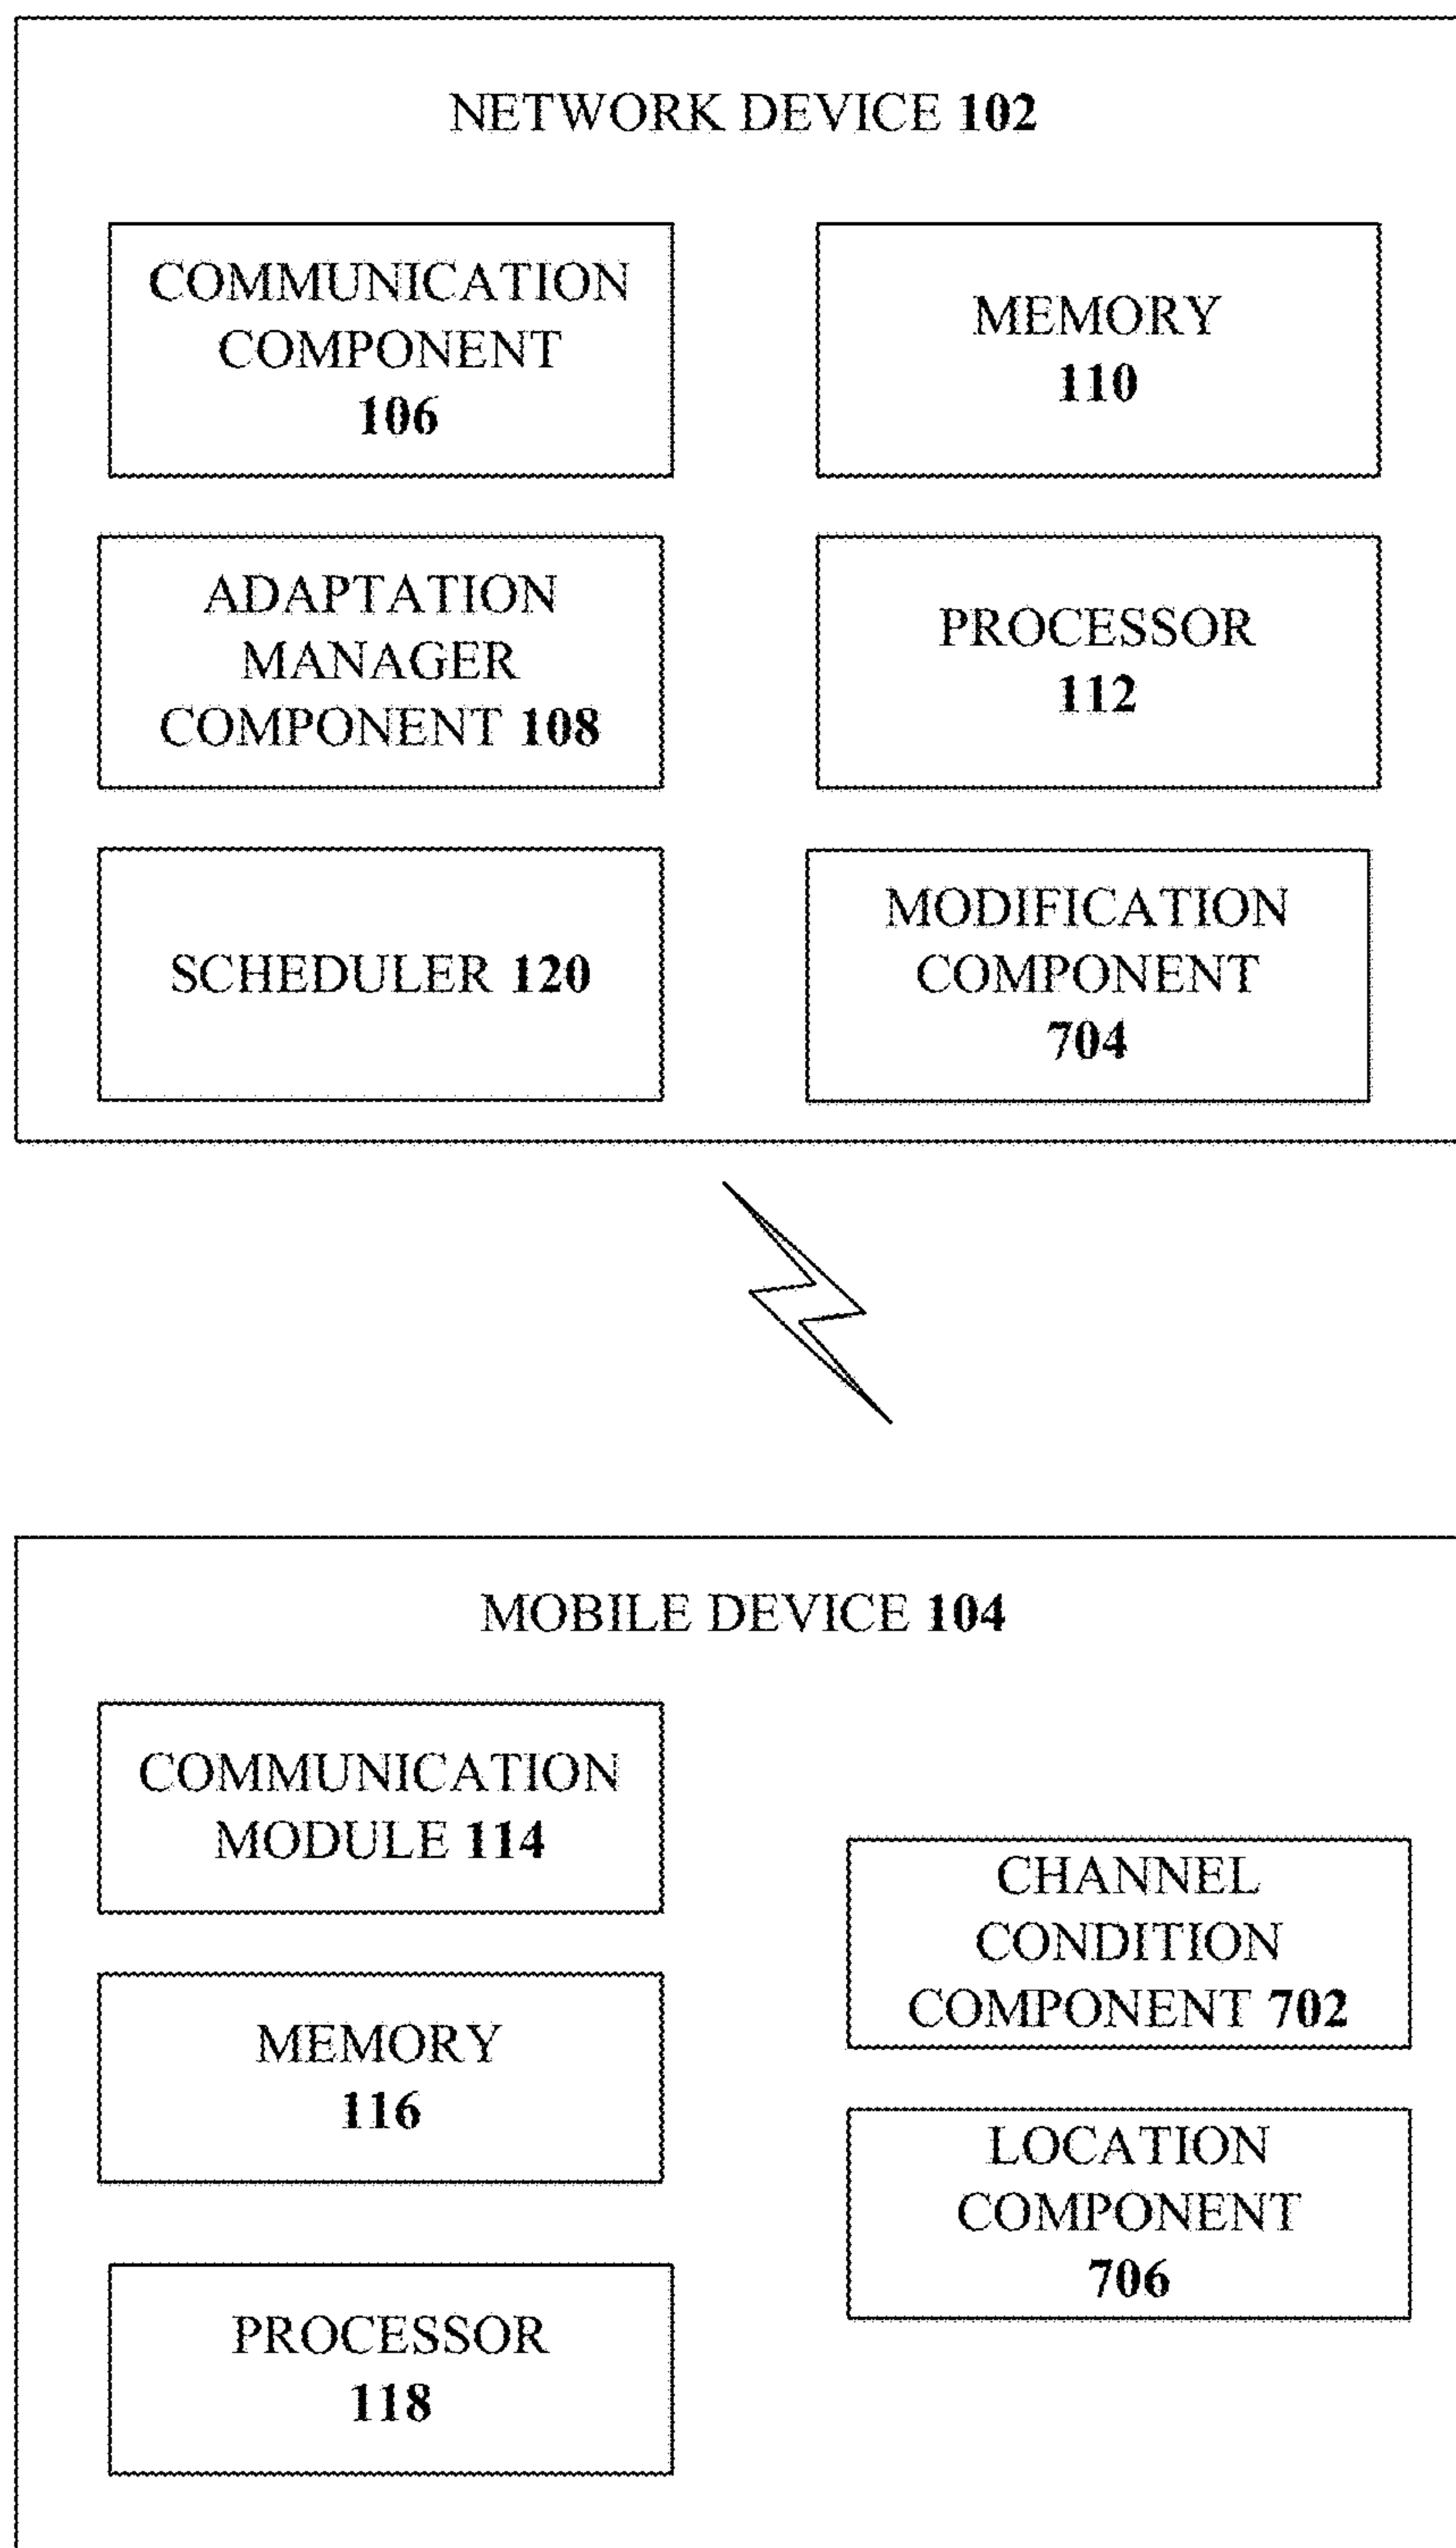 NETWORK DEVICE 102
COMMUNICATION
COMPONENT
106
MEMORY
110
ADAPTATION
MANAGER
COMPONENT 108
PROCESSOR
112
SCHEDULER 120
MODIFICATION
COMPONENT
704
MOBILE DEVICE 104
COMMUNICATION
MODULE 114
CHANNEL
CONDITION
COMPONENT 702
MEMORY
116
LOCATION
COMPONENT
706
PROCESSOR
118